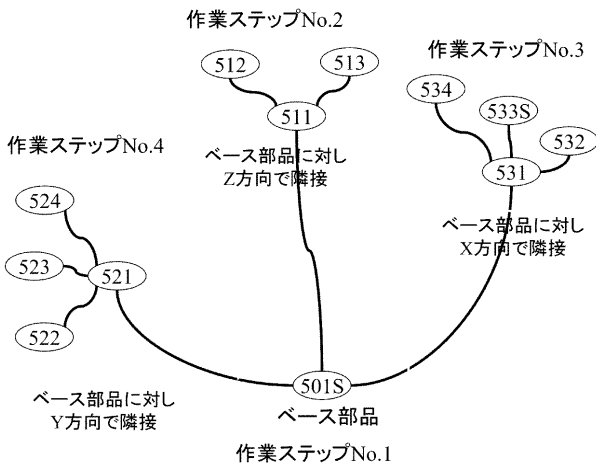 作業ステップNo.2
512
513
511
ベース部品に対し
Z方向で隣接
作業ステップNo.3
534
533S
532
531
ベース部品に対し
X方向で隣接
作業ステップNo.4
524
523
521
522
ベース部品に対し
Y方向で隣接
501S
ベース部品
作業ステップNo.1